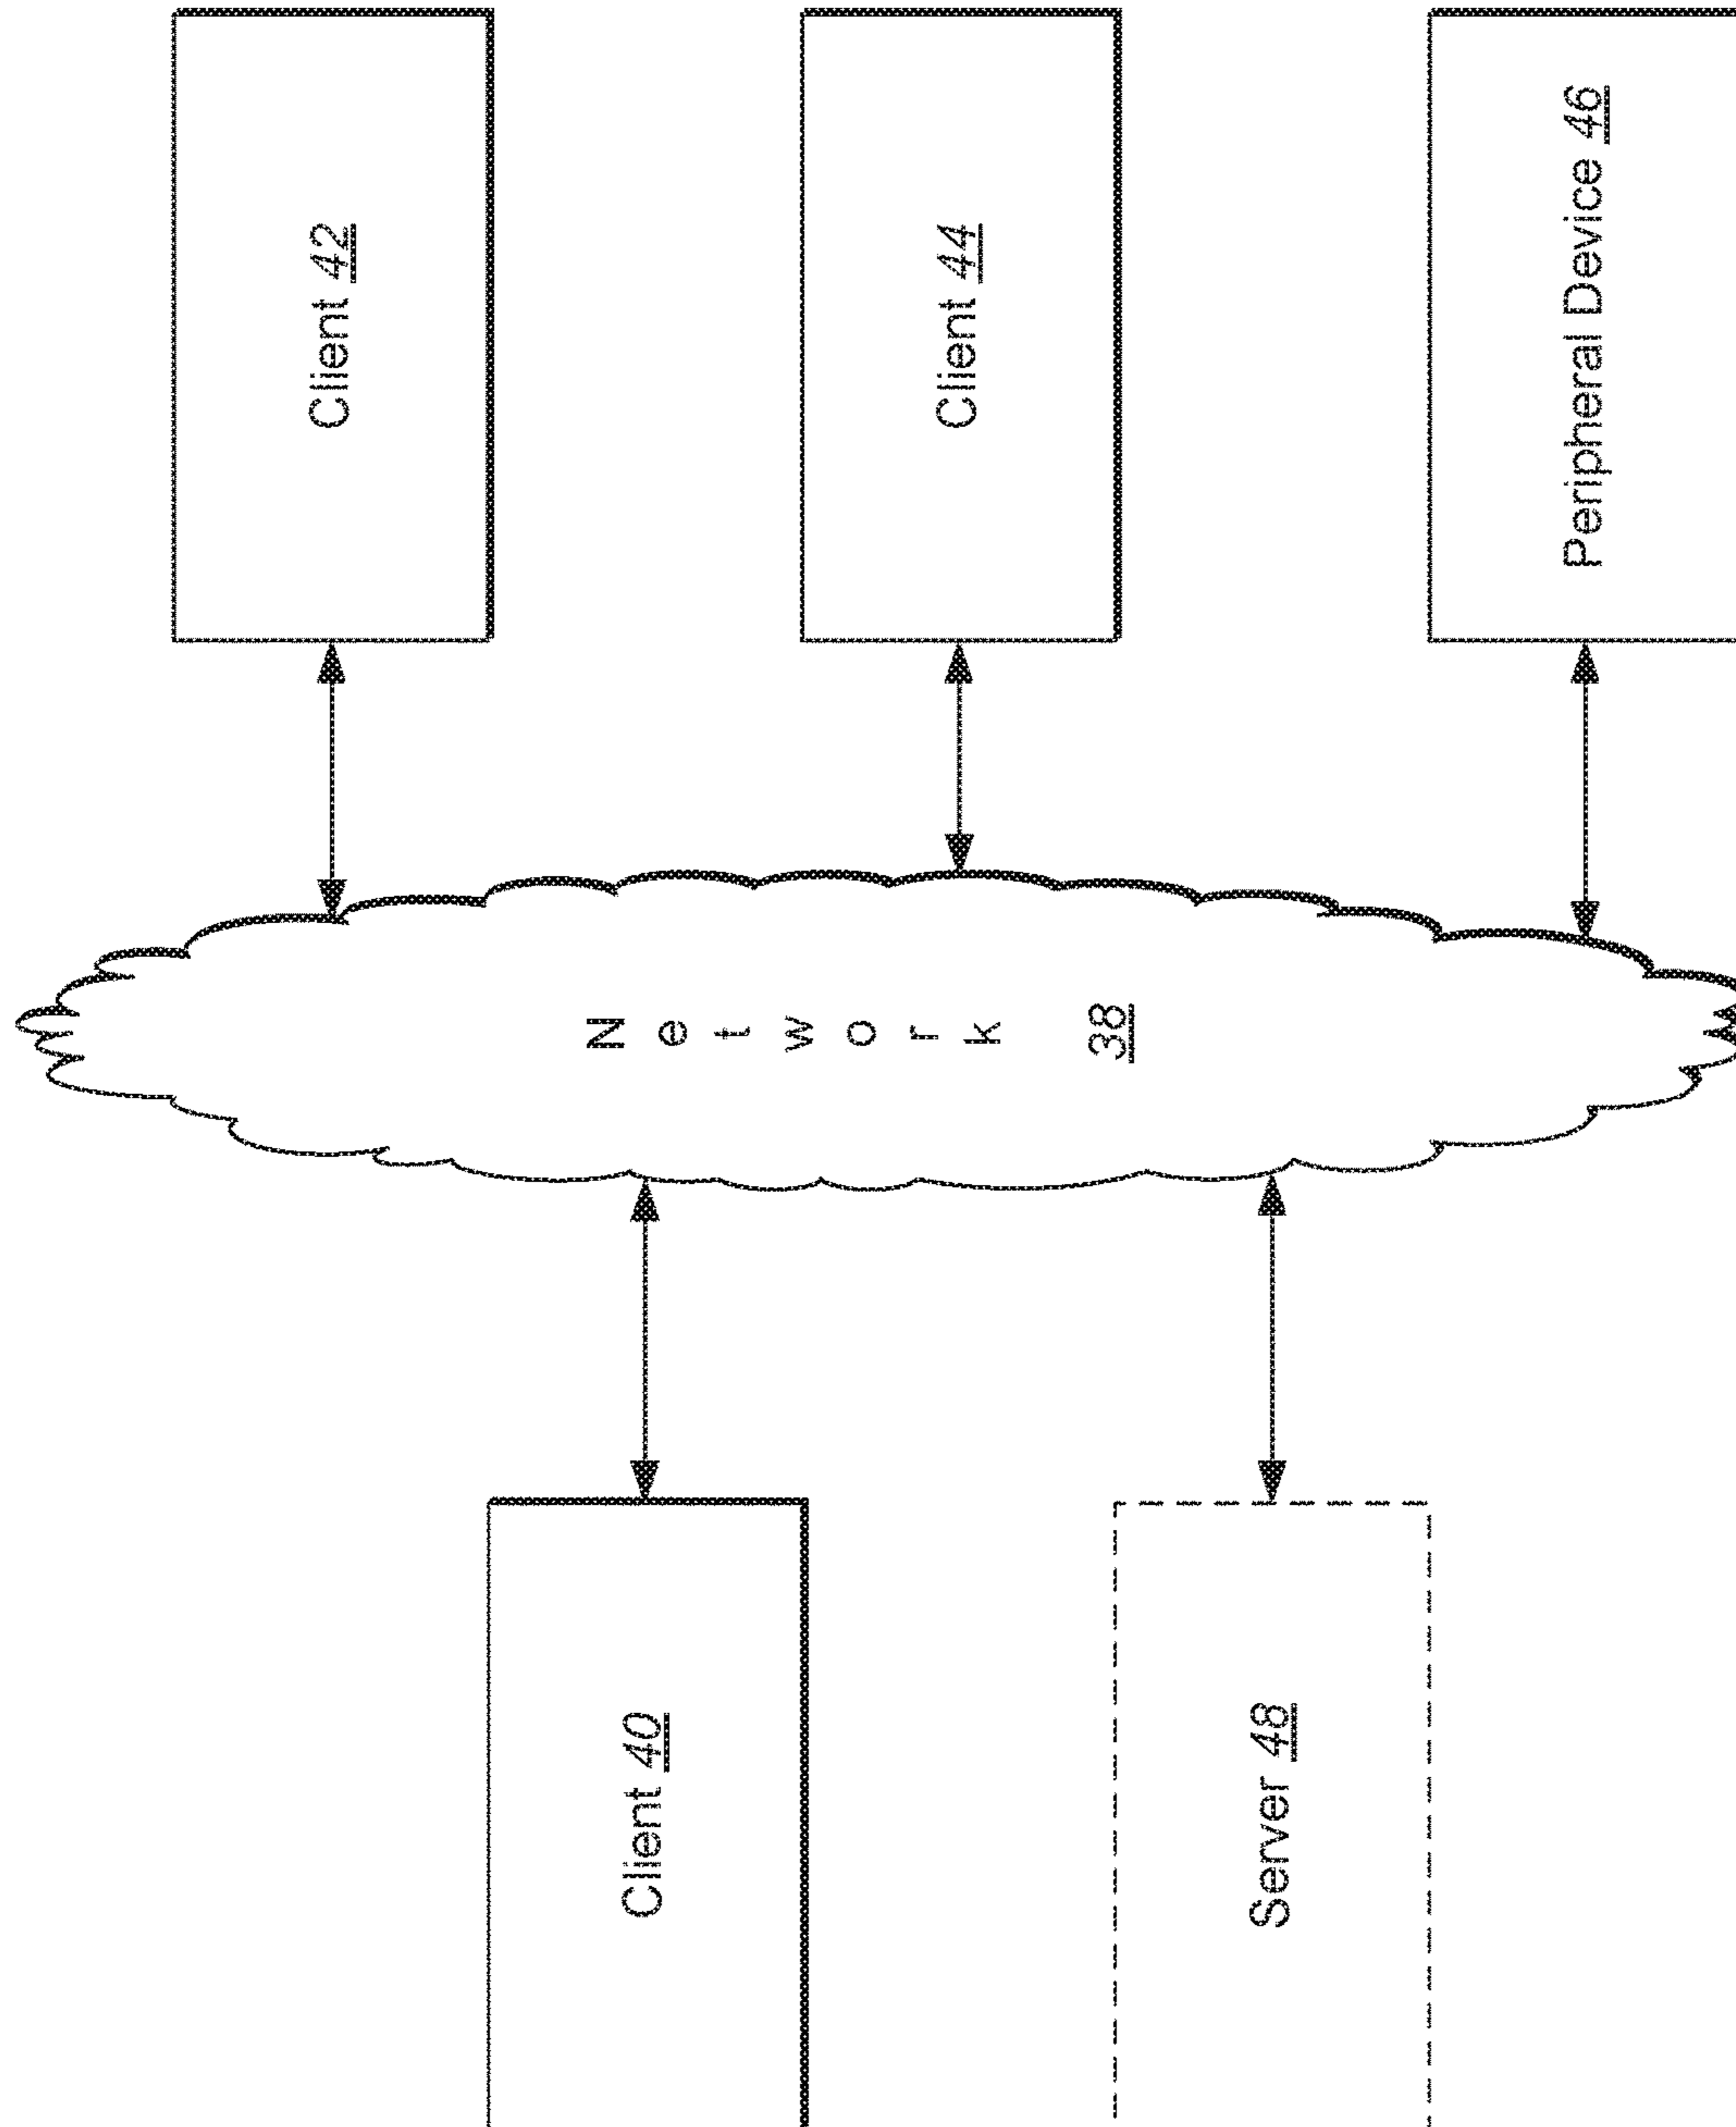 Client 42
Client 40
Client 44
Network
38
Server 48
Peripheral Device 46